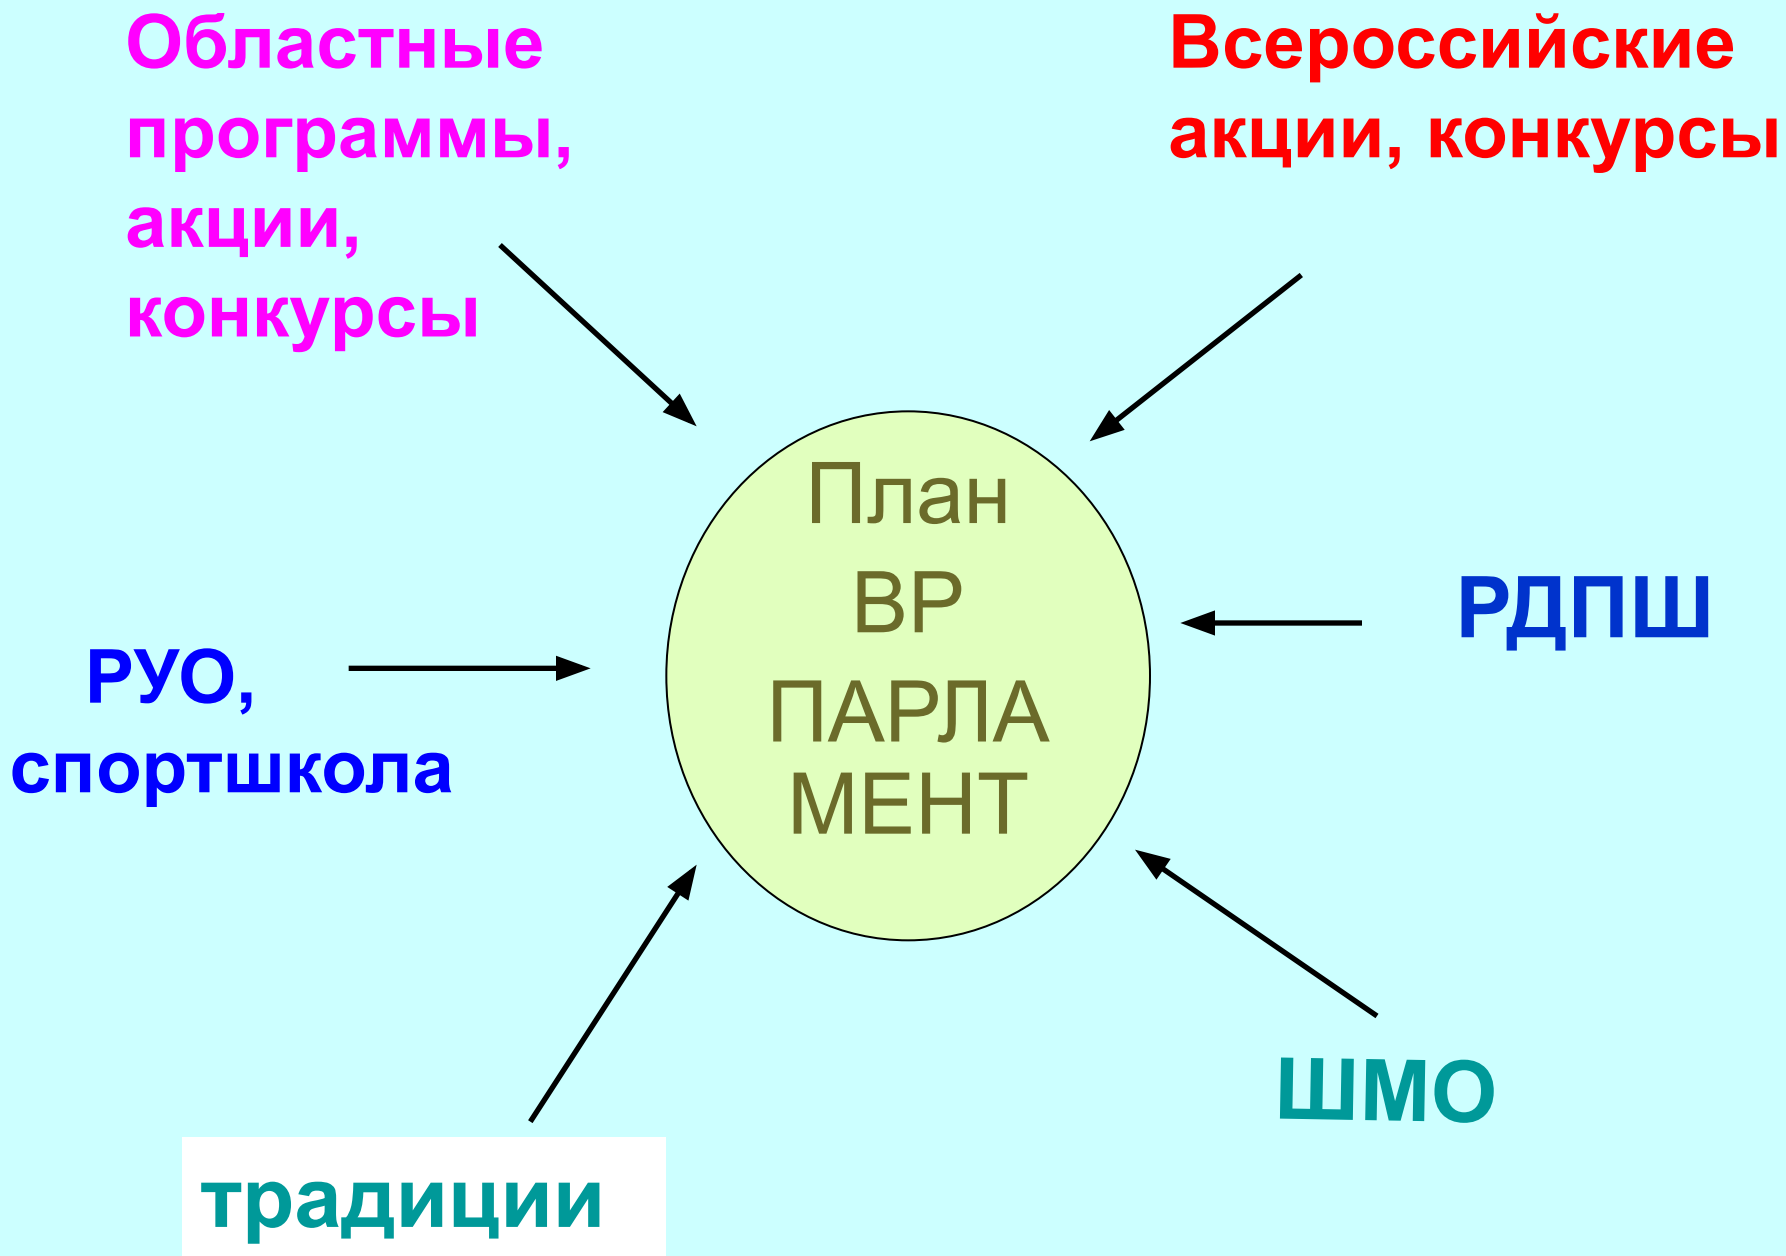 Областные
программы,
акции,
конкурсы
Всероссийские
акции, конкурсы
План
ВР
ПАРЛА
МЕНТ
РДПШ
РУО,
спортшкола
ШМО
традиции